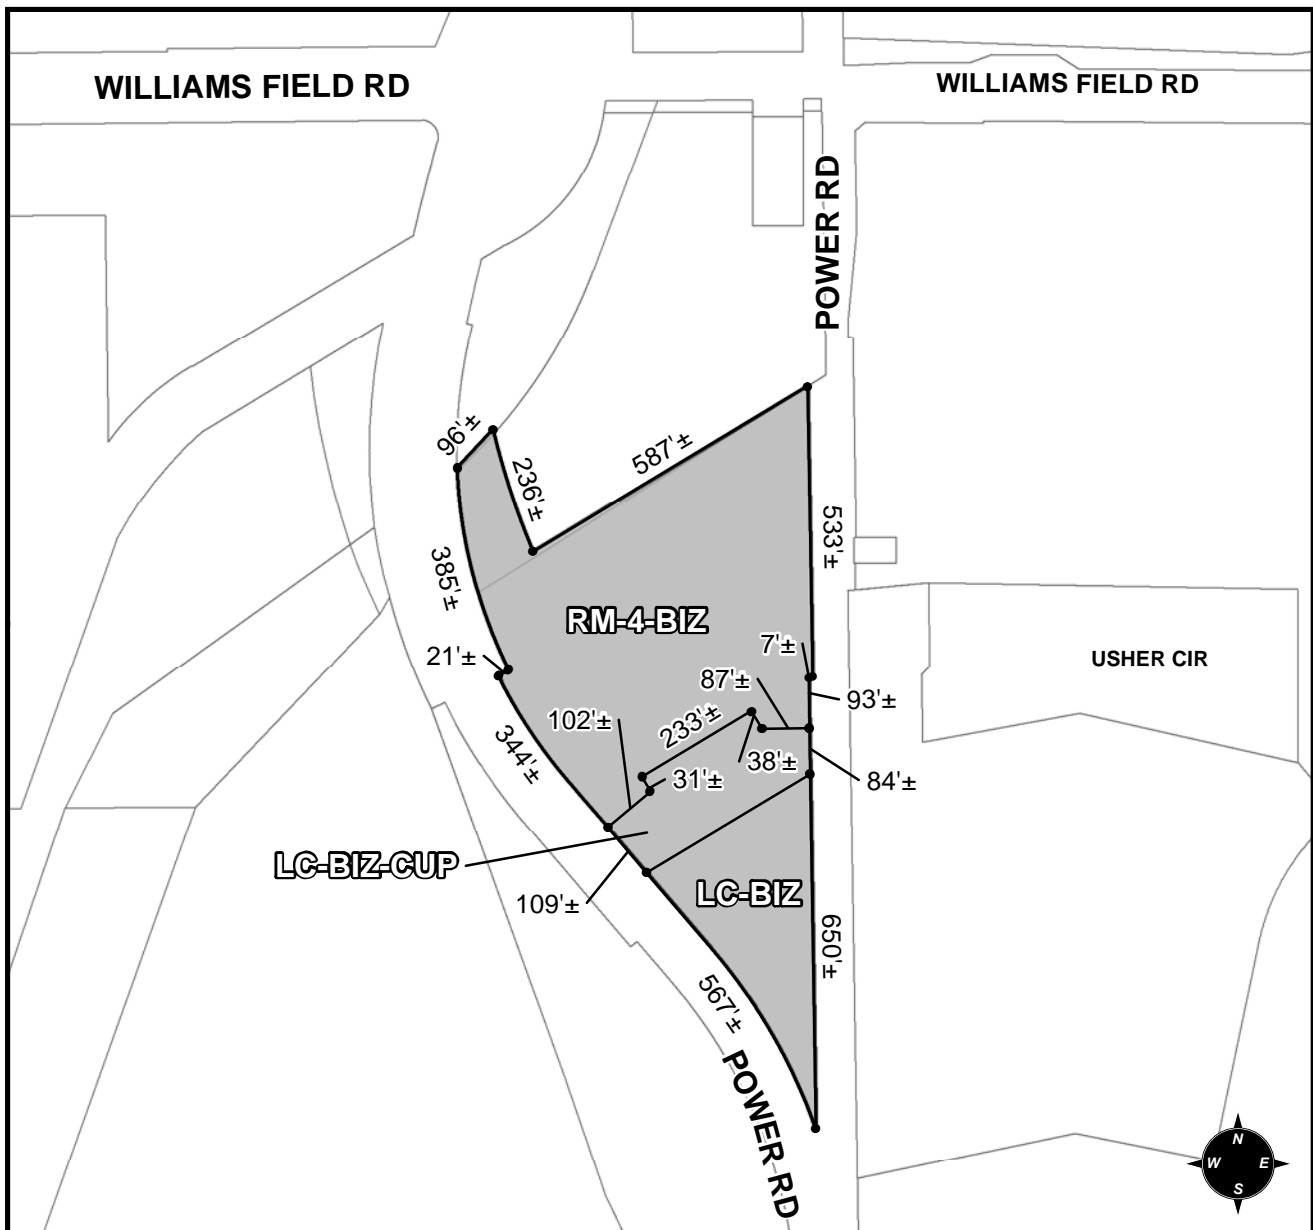 WILLIAMS FIELD RD
WILLIAMS FIELD RD
POWER RD
96'±
236'±
587'±
533'±
385'±
RM-4-BIZ
7'±
21'±
87'±
93'±
USHER CIR
102'±
233'±
344'±
38'±
31'±
84'±
LC-BIZ-CUP
LC-BIZ
109'±
650'±
567'±
POWER RD
N
W E
S